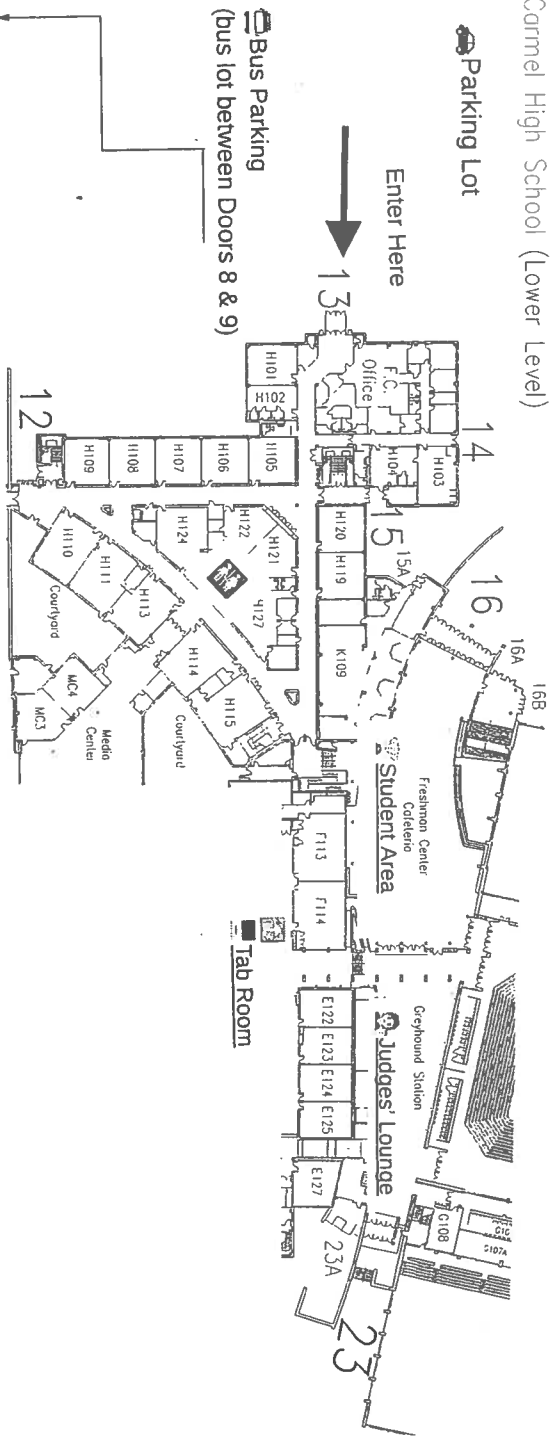 Carmel High School (Lower Level)
Parking Lot
Enter Here
Bus Parking
(bus lot between Doors 8 & 9)
13
14
15
15A
16
16A
16B
12
23A
23
F.C.
Office
H101
H102
H103
H104
H105
H106
H107
H108
H109
H110
H111
H113
H114
H115
H119
H120
H121
H122
H124
H127
K109
MC4
MC3
Media
Center
Courtyard
Courtyard
Student Area
Freshman Center
Cafeteria
F113
F114
Tab Room
Judges' Lounge
Greyhound Station
E122
E123
E124
E125
E127
G108
G107A